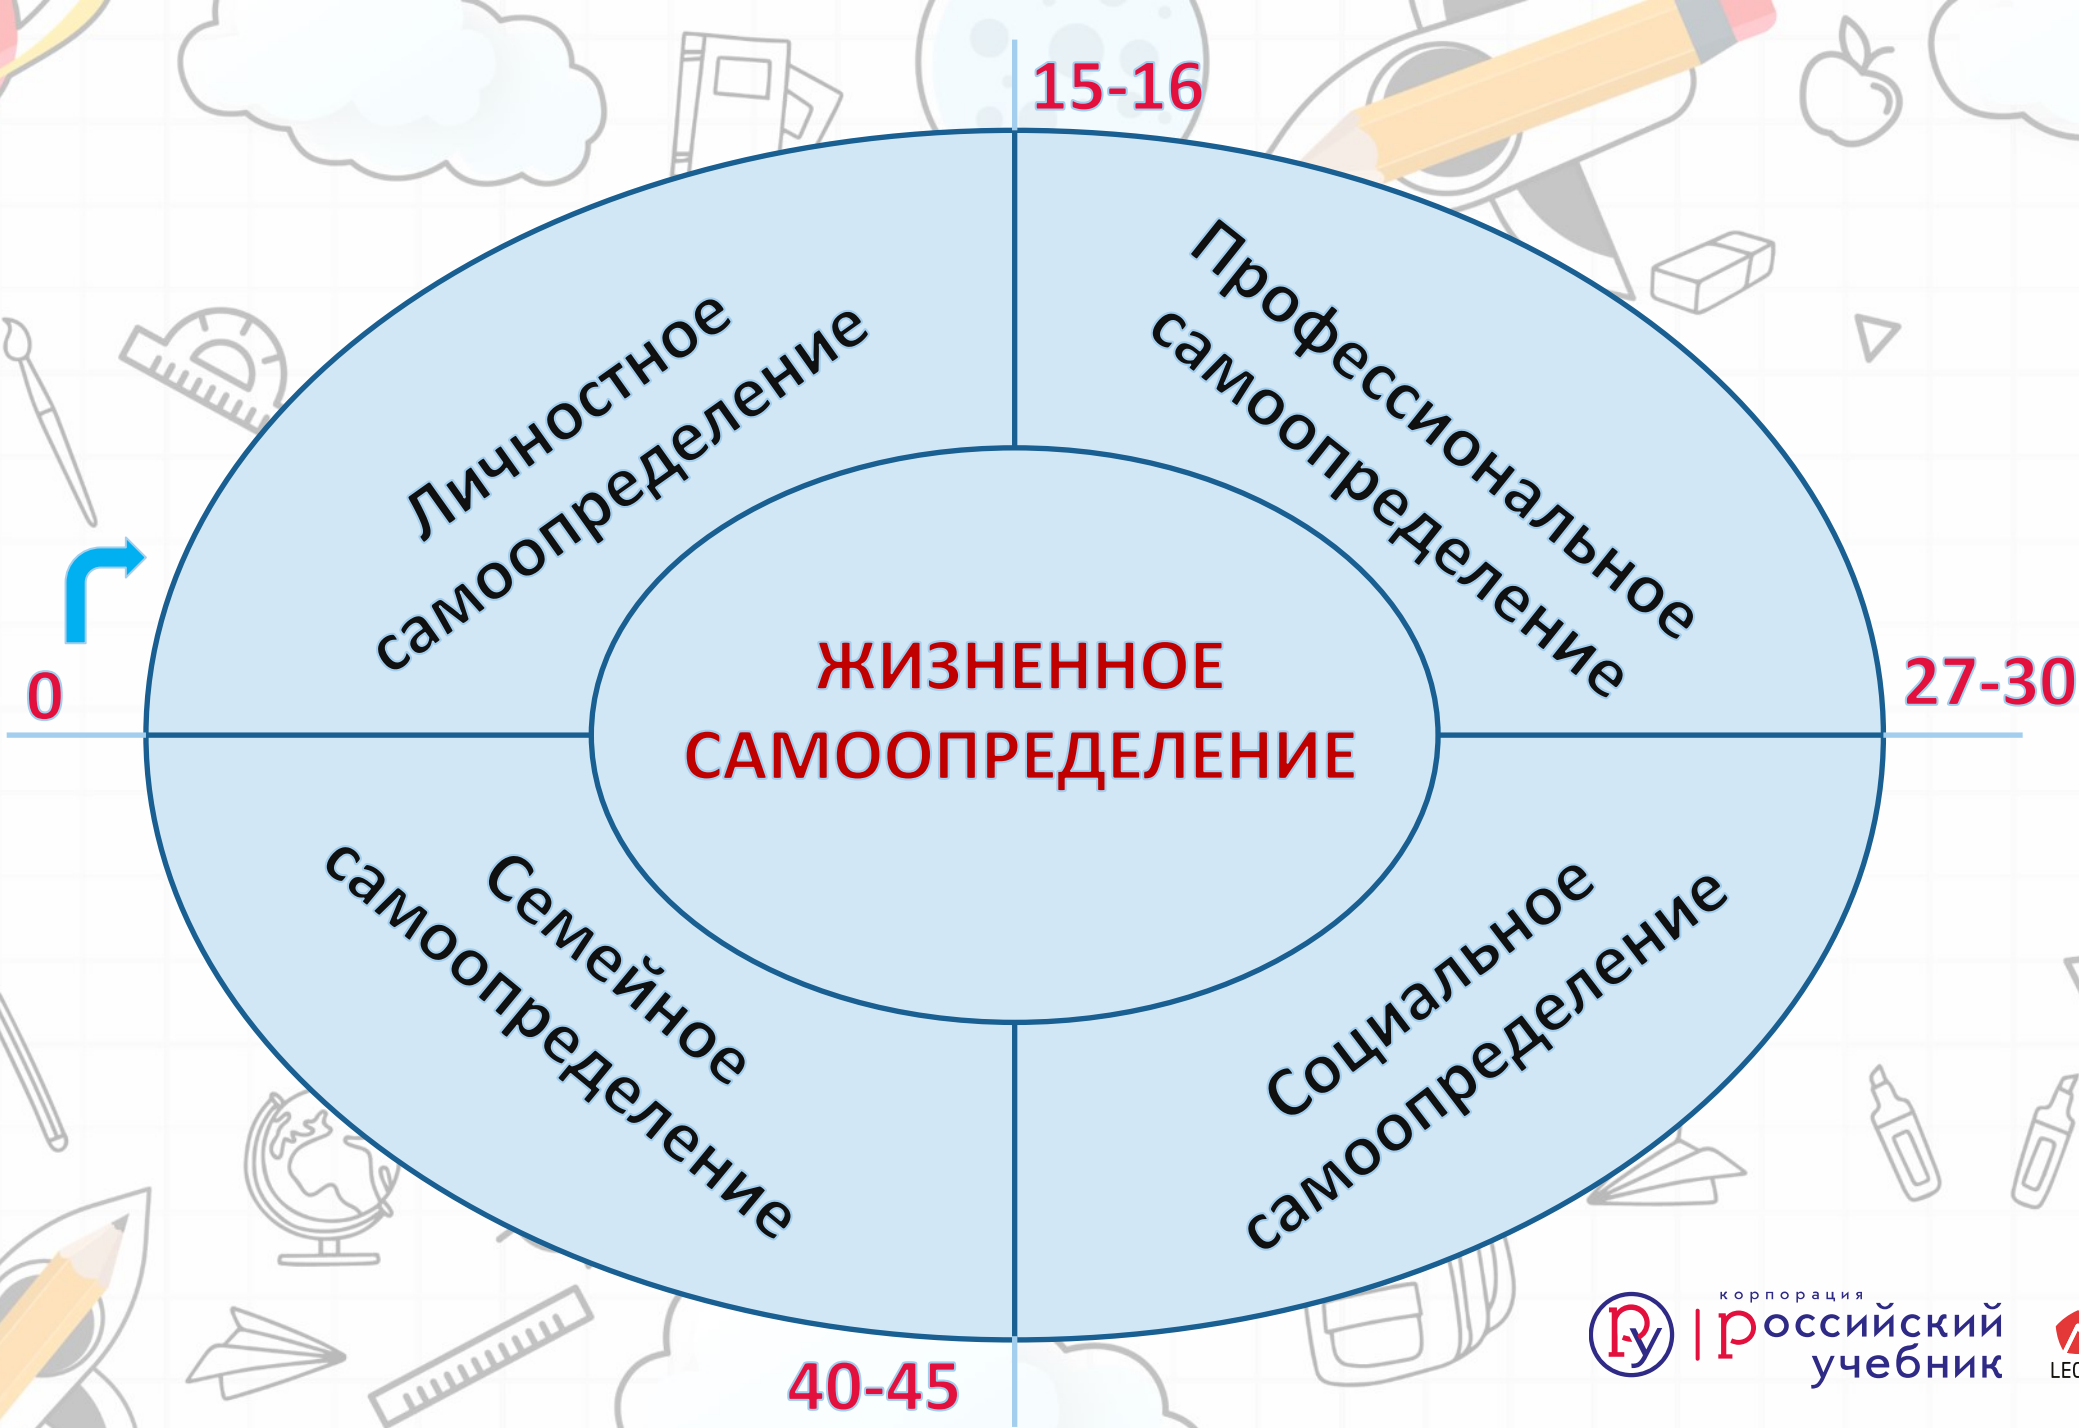 15-16
Личностное
самоопределение
Профессиональное
самоопределение
0
27-30
ЖИЗНЕННОЕ
САМООПРЕДЕЛЕНИЕ
Семейное
самоопределение
Социальное
самоопределение
40-45
корпорация
российский
учебник